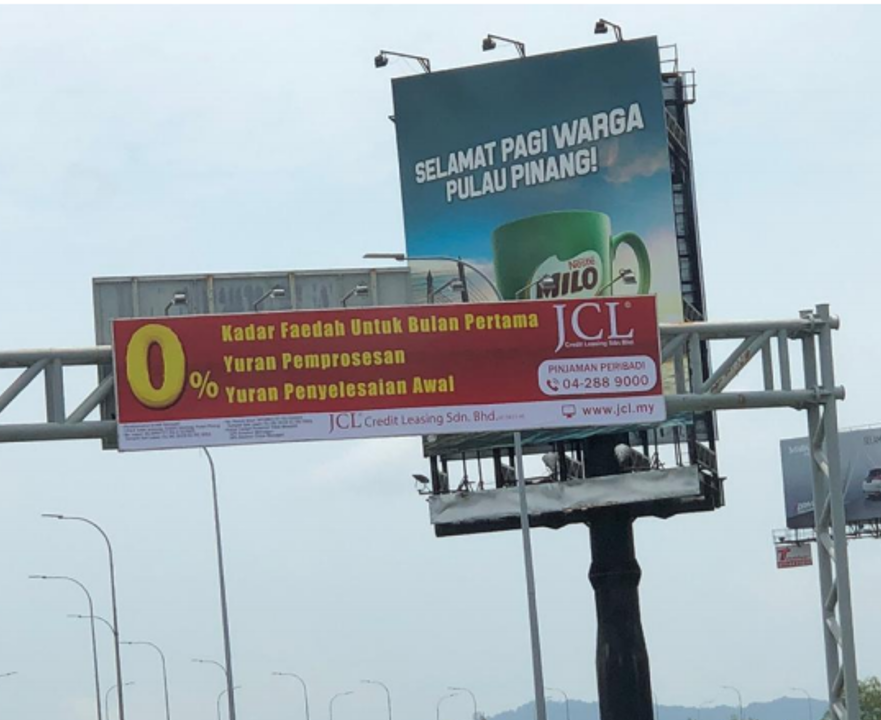 SELAMAT PAGI WARGA
PULAU PINANG!
Nestlé
MILO
0%
Kadar Faedah Untuk Bulan Pertama
Yuran Pemprosesan
Yuran Penyelesaian Awal
JCL
Credit Leasing Sdn Bhd
PINJAMAN PERIBADI
04-288 9000
www.jcl.my
JCL Credit Leasing Sdn. Bhd.